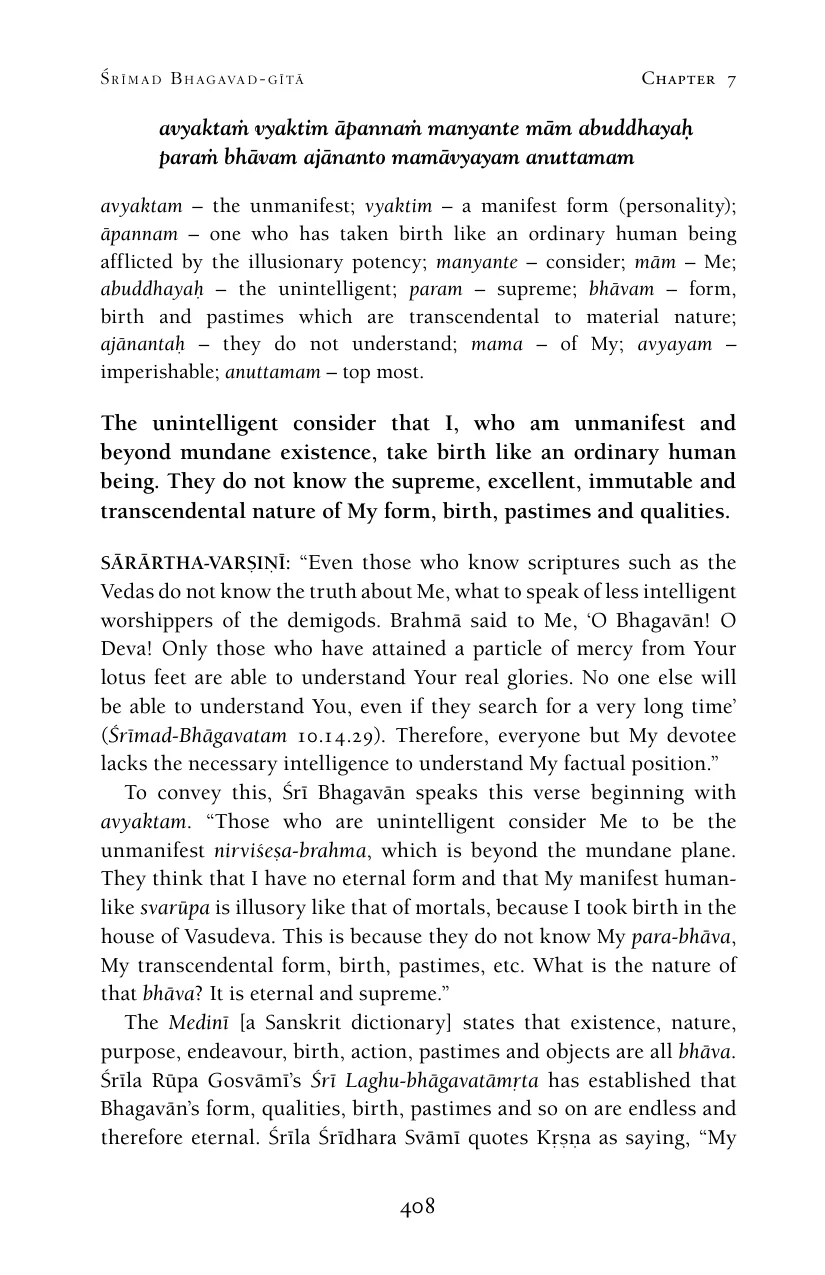 Śrīmad Bhagavad-gītā Chapter 7
avyaktaṁ vyaktim āpannaṁ manyante mām abuddhayaḥ
paraṁ bhāvam ajānanto mamāvyayam anuttamam
avyaktam – the unmanifest; vyaktim – a manifest form (personality);
āpannam – one who has taken birth like an ordinary human being
afflicted by the illusionary potency; manyante – consider; mām – Me;
abuddhayaḥ – the unintelligent; param – supreme; bhāvam – form,
birth and pastimes which are transcendental to material nature;
ajānantaḥ – they do not understand; mama – of My; avyayam –
imperishable; anuttamam – top most.
The unintelligent consider that I, who am unmanifest and
beyond mundane existence, take birth like an ordinary human
being. They do not know the supreme, excellent, immutable and
transcendental nature of My form, birth, pastimes and qualities.
SĀRĀRTHA-VARṢIṆĪ: “Even those who know scriptures such as the
Vedas do not know the truth about Me, what to speak of less intelligent
worshippers of the demigods. Brahmā said to Me, ‘O Bhagavān! O
Deva! Only those who have attained a particle of mercy from Your
lotus feet are able to understand Your real glories. No one else will
be able to understand You, even if they search for a very long time’
(Śrīmad-Bhāgavatam 10.14.29). Therefore, everyone but My devotee
lacks the necessary intelligence to understand My factual position.”
To convey this, Śrī Bhagavān speaks this verse beginning with
avyaktam. “Those who are unintelligent consider Me to be the
unmanifest nirviśeṣa-brahma, which is beyond the mundane plane.
They think that I have no eternal form and that My manifest human-
like svarūpa is illusory like that of mortals, because I took birth in the
house of Vasudeva. This is because they do not know My para-bhāva,
My transcendental form, birth, pastimes, etc. What is the nature of
that bhāva? It is eternal and supreme.”
The Medinī [a Sanskrit dictionary] states that existence, nature,
purpose, endeavour, birth, action, pastimes and objects are all bhāva.
Śrīla Rūpa Gosvāmī’s Śrī Laghu-bhāgavatāmṛta has established that
Bhagavān’s form, qualities, birth, pastimes and so on are endless and
therefore eternal. Śrīla Śrīdhara Svāmī quotes Kṛṣṇa as saying, “My
408